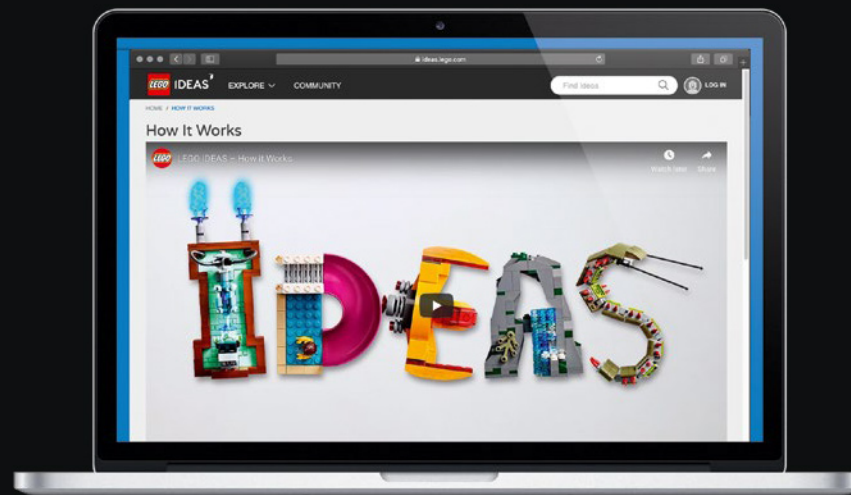 ideas.lego.com
LEGO IDEAS EXPLORE COMMUNITY Find Ideas LOG IN
HOME / HOW IT WORKS
How It Works
LEGO LEGO IDEAS – How it Works
Watch later Share
IDEAS